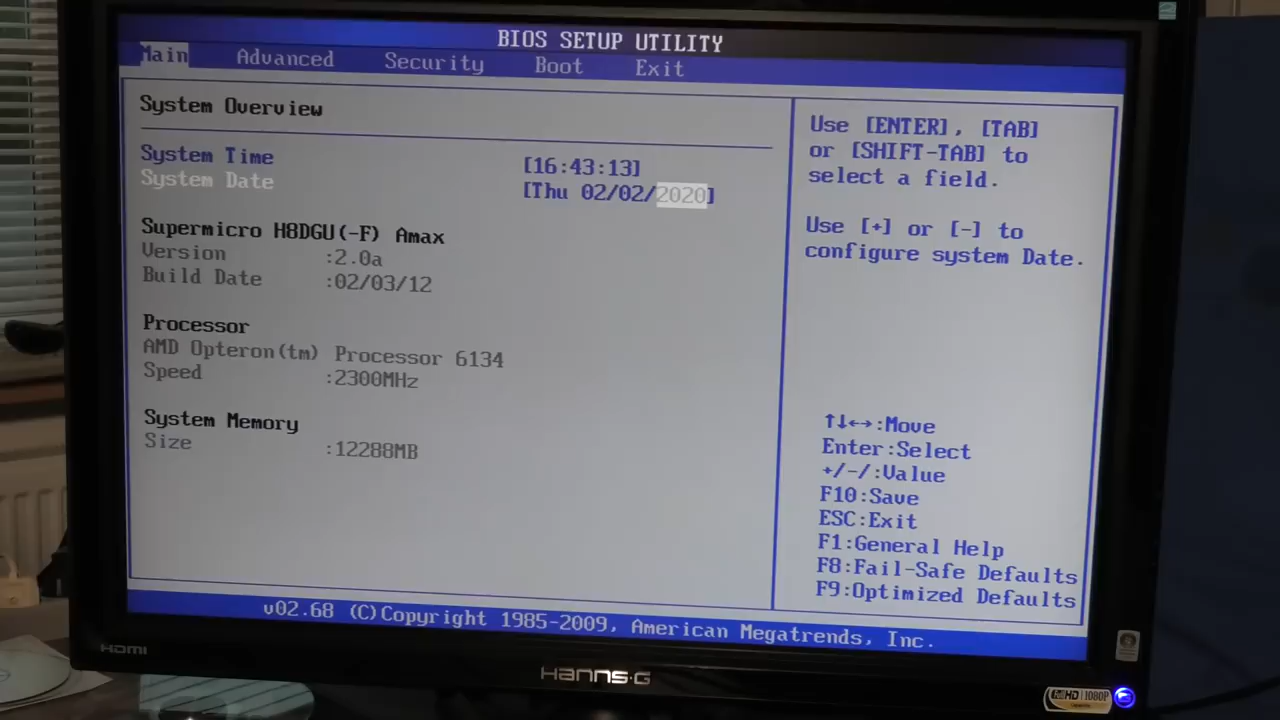 BIOS SETUP UTILITY
Main Advanced Security Boot Exit
System Overview
System Time [16:43:13]
System Date [Thu 02/02/2020]
Supermicro H8DGU(-F) Amax
Version :2.0a
Build Date :02/03/12
Processor
AMD Opteron(tm) Processor 6134
Speed :2300MHz
System Memory
Size :12288MB
Use [ENTER], [TAB]
or [SHIFT-TAB] to
select a field.
Use [+] or [-] to
configure system Date.
↑↓←→:Move
Enter:Select
+/-/:Value
F10:Save
ESC:Exit
F1:General Help
F8:Fail-Safe Defaults
F9:Optimized Defaults
v02.68 (C)Copyright 1985-2009, American Megatrends, Inc.
HDMI
HANNS·G
Full HD 1080P